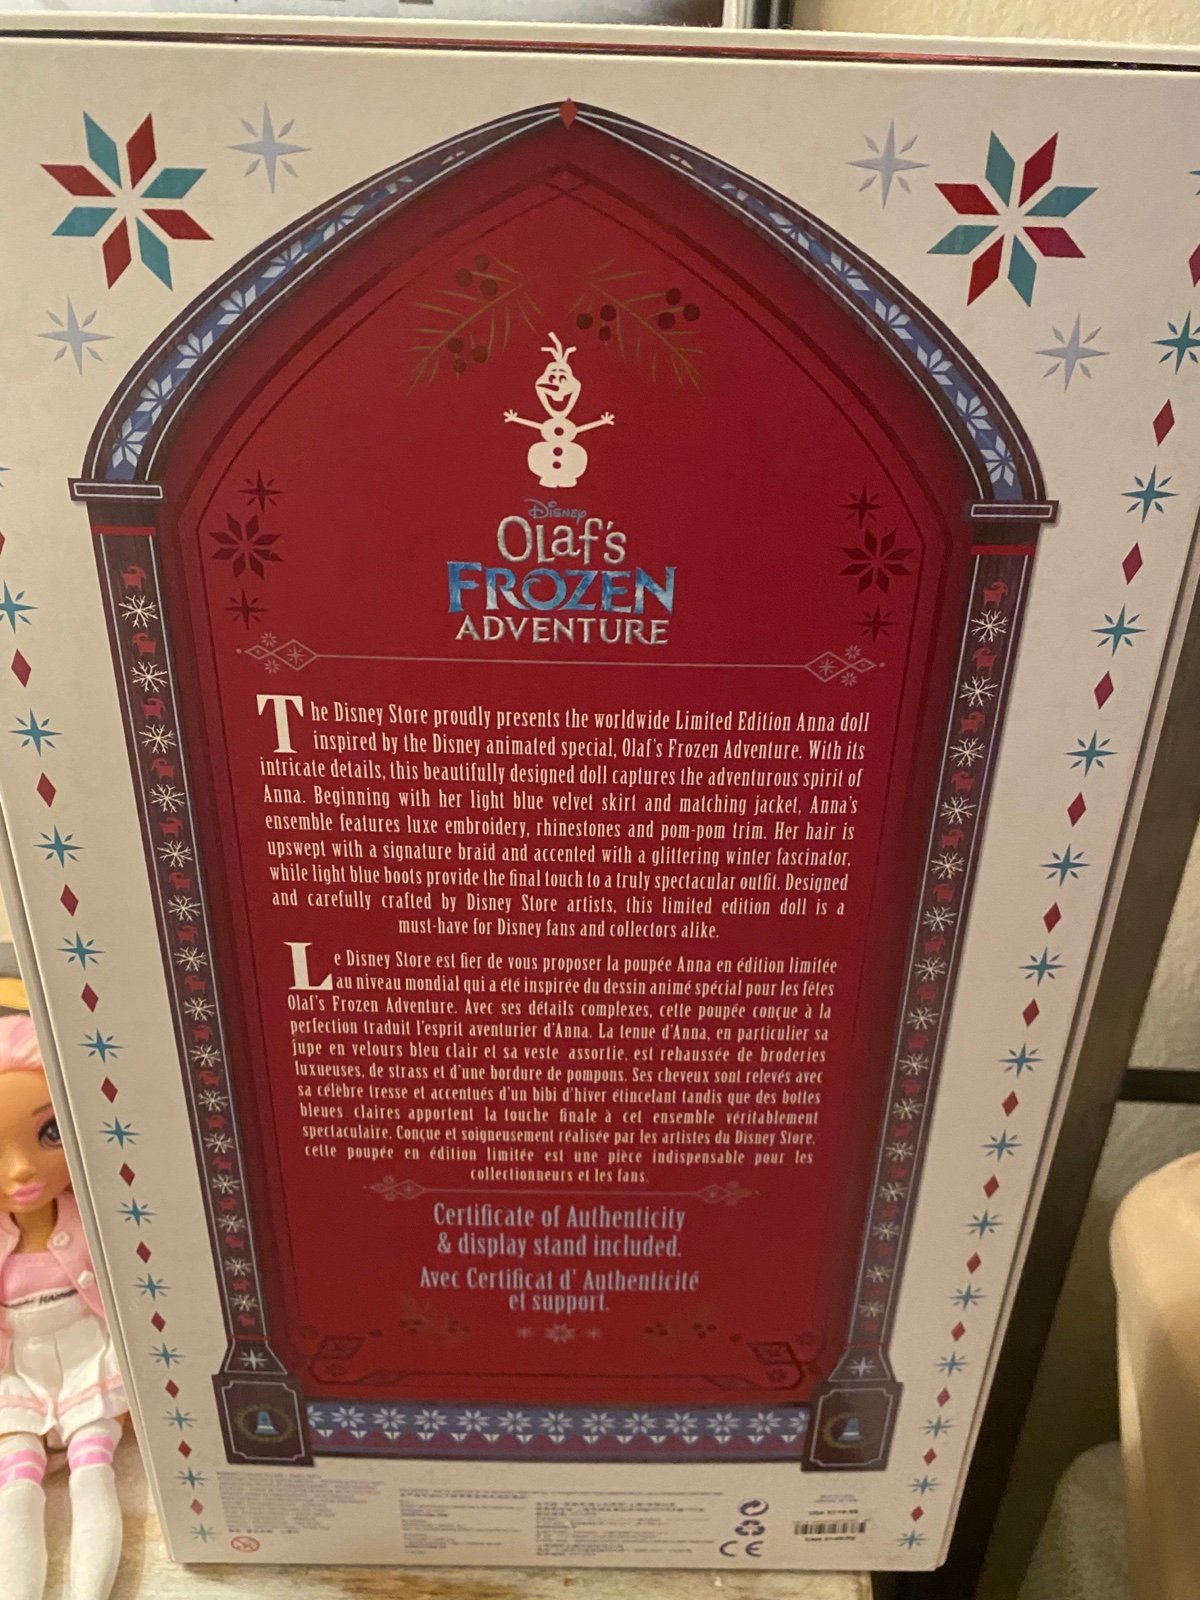 Disney
Olaf's
FROZEN
ADVENTURE
The Disney Store proudly presents the worldwide Limited Edition Anna doll
inspired by the Disney animated special, Olaf's Frozen Adventure. With its
intricate details, this beautifully designed doll captures the adventurous spirit of
Anna. Beginning with her light blue velvet skirt and matching jacket, Anna's
ensemble features luxe embroidery, rhinestones and pom-pom trim. Her hair is
upswept with a signature braid and accented with a glittering winter fascinator,
while light blue boots provide the final touch to a truly spectacular outfit. Designed
and carefully crafted by Disney Store artists, this limited edition doll is a
must-have for Disney fans and collectors alike.
Le Disney Store est fier de vous proposer la poupée Anna en édition limitée
au niveau mondial qui a été inspirée du dessin animé spécial pour les fêtes
Olaf's Frozen Adventure. Avec ses détails complexes, cette poupée conçue à la
perfection traduit l'esprit aventurier d'Anna. La tenue d'Anna, en particulier sa
jupe en velours bleu clair et sa veste assortie, est rehaussée de broderies
luxueuses, de strass et d'une bordure de pompons. Ses cheveux sont relevés avec
sa célèbre tresse et accentués d'un bibi d'hiver étincelant tandis que des bottes
bleues claires apportent la touche finale à cet ensemble véritablement
spectaculaire. Conçue et soigneusement réalisée par les artistes du Disney Store,
cette poupée en édition limitée est une pièce indispensable pour les
collectionneurs et les fans.
Certificate of Authenticity
& display stand included.
Avec Certificat d' Authenticité
et support.
CE